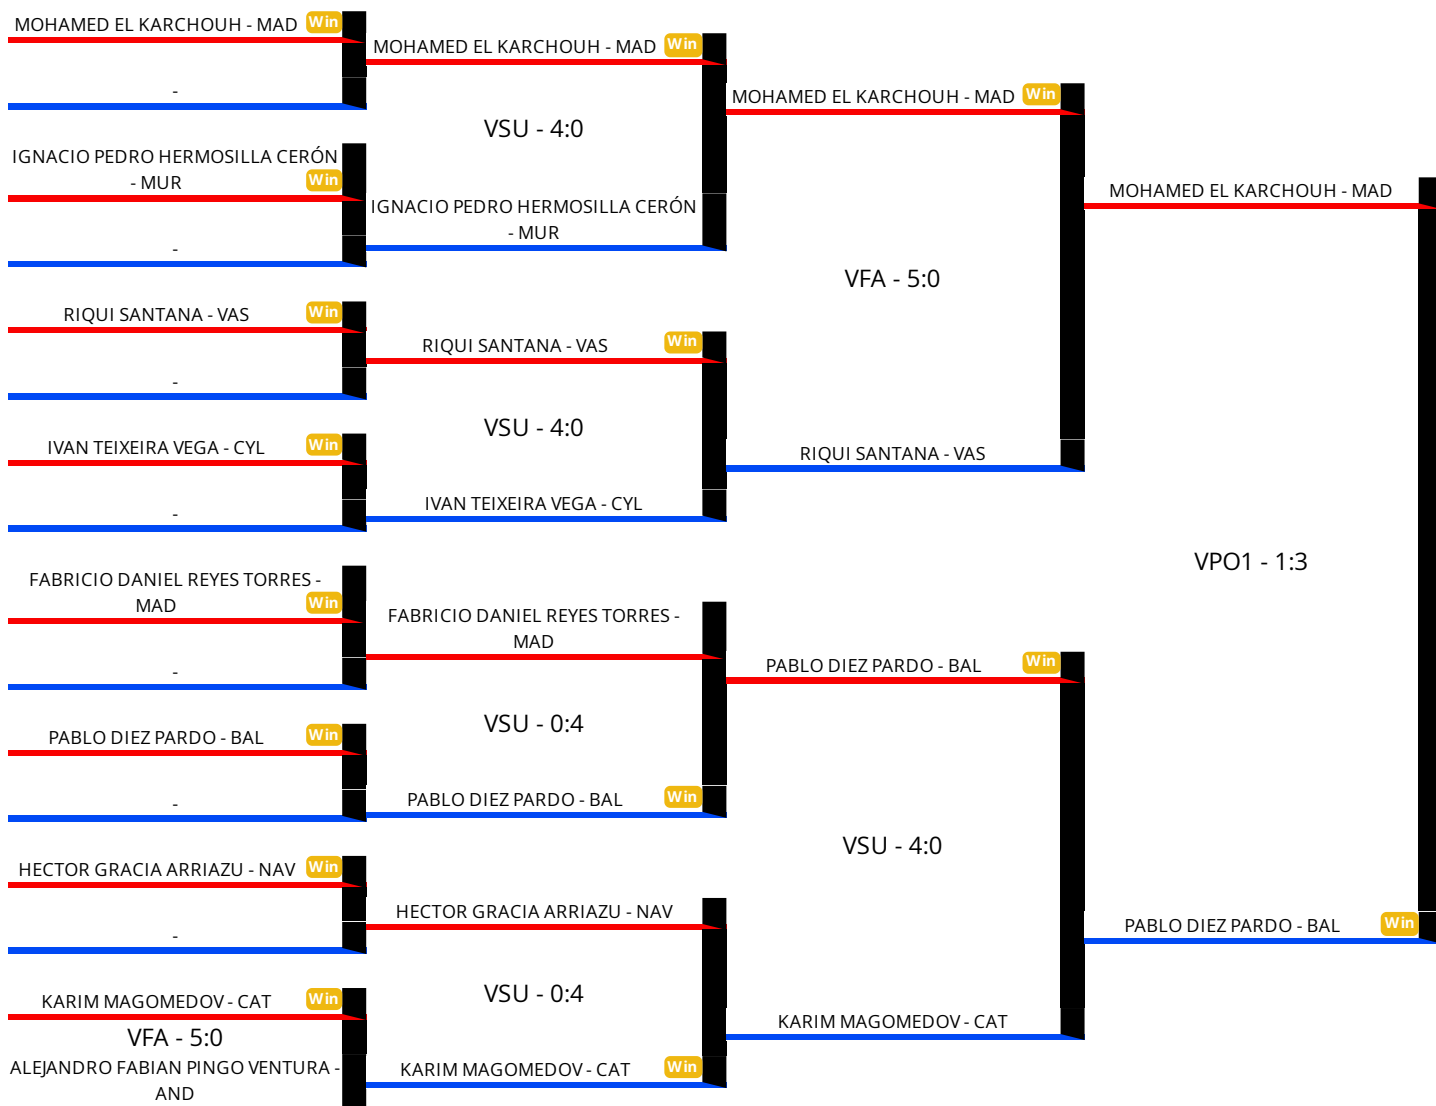 MOHAMED EL KARCHOUH - MAD Win
-
IGNACIO PEDRO HERMOSILLA CERÓN
- MUR Win
-
RIQUI SANTANA - VAS Win
-
IVAN TEIXEIRA VEGA - CYL Win
-
FABRICIO DANIEL REYES TORRES -
MAD Win
-
PABLO DIEZ PARDO - BAL Win
-
HECTOR GRACIA ARRIAZU - NAV Win
-
KARIM MAGOMEDOV - CAT Win
VFA - 5:0
ALEJANDRO FABIAN PINGO VENTURA -
AND
MOHAMED EL KARCHOUH - MAD Win
VSU - 4:0
IGNACIO PEDRO HERMOSILLA CERÓN
- MUR
RIQUI SANTANA - VAS Win
VSU - 4:0
IVAN TEIXEIRA VEGA - CYL
FABRICIO DANIEL REYES TORRES -
MAD
VSU - 0:4
PABLO DIEZ PARDO - BAL Win
HECTOR GRACIA ARRIAZU - NAV
VSU - 0:4
KARIM MAGOMEDOV - CAT Win
MOHAMED EL KARCHOUH - MAD Win
VFA - 5:0
RIQUI SANTANA - VAS
PABLO DIEZ PARDO - BAL Win
VSU - 4:0
KARIM MAGOMEDOV - CAT
MOHAMED EL KARCHOUH - MAD
VPO1 - 1:3
PABLO DIEZ PARDO - BAL Win